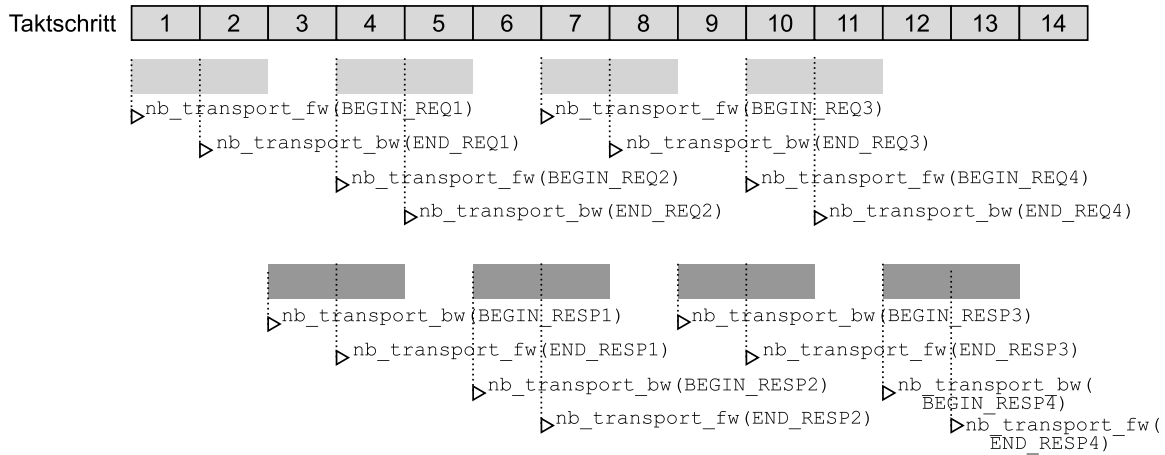 Taktschritt 1 2 3 4 5 6 7 8 9 10 11 12 13 14
nb_transport_fw(BEGIN_REQ1) nb_transport_fw(BEGIN_REQ3)
nb_transport_bw(END_REQ1) nb_transport_bw(END_REQ3)
nb_transport_fw(BEGIN_REQ2) nb_transport_fw(BEGIN_REQ4)
nb_transport_bw(END_REQ2) nb_transport_bw(END_REQ4)
nb_transport_bw(BEGIN_RESP1) nb_transport_bw(BEGIN_RESP3)
nb_transport_fw(END_RESP1) nb_transport_fw(END_RESP3)
nb_transport_bw(BEGIN_RESP2) nb_transport_bw(
BEGIN_RESP4)
nb_transport_fw(END_RESP2) nb_transport_fw(
END_RESP4)